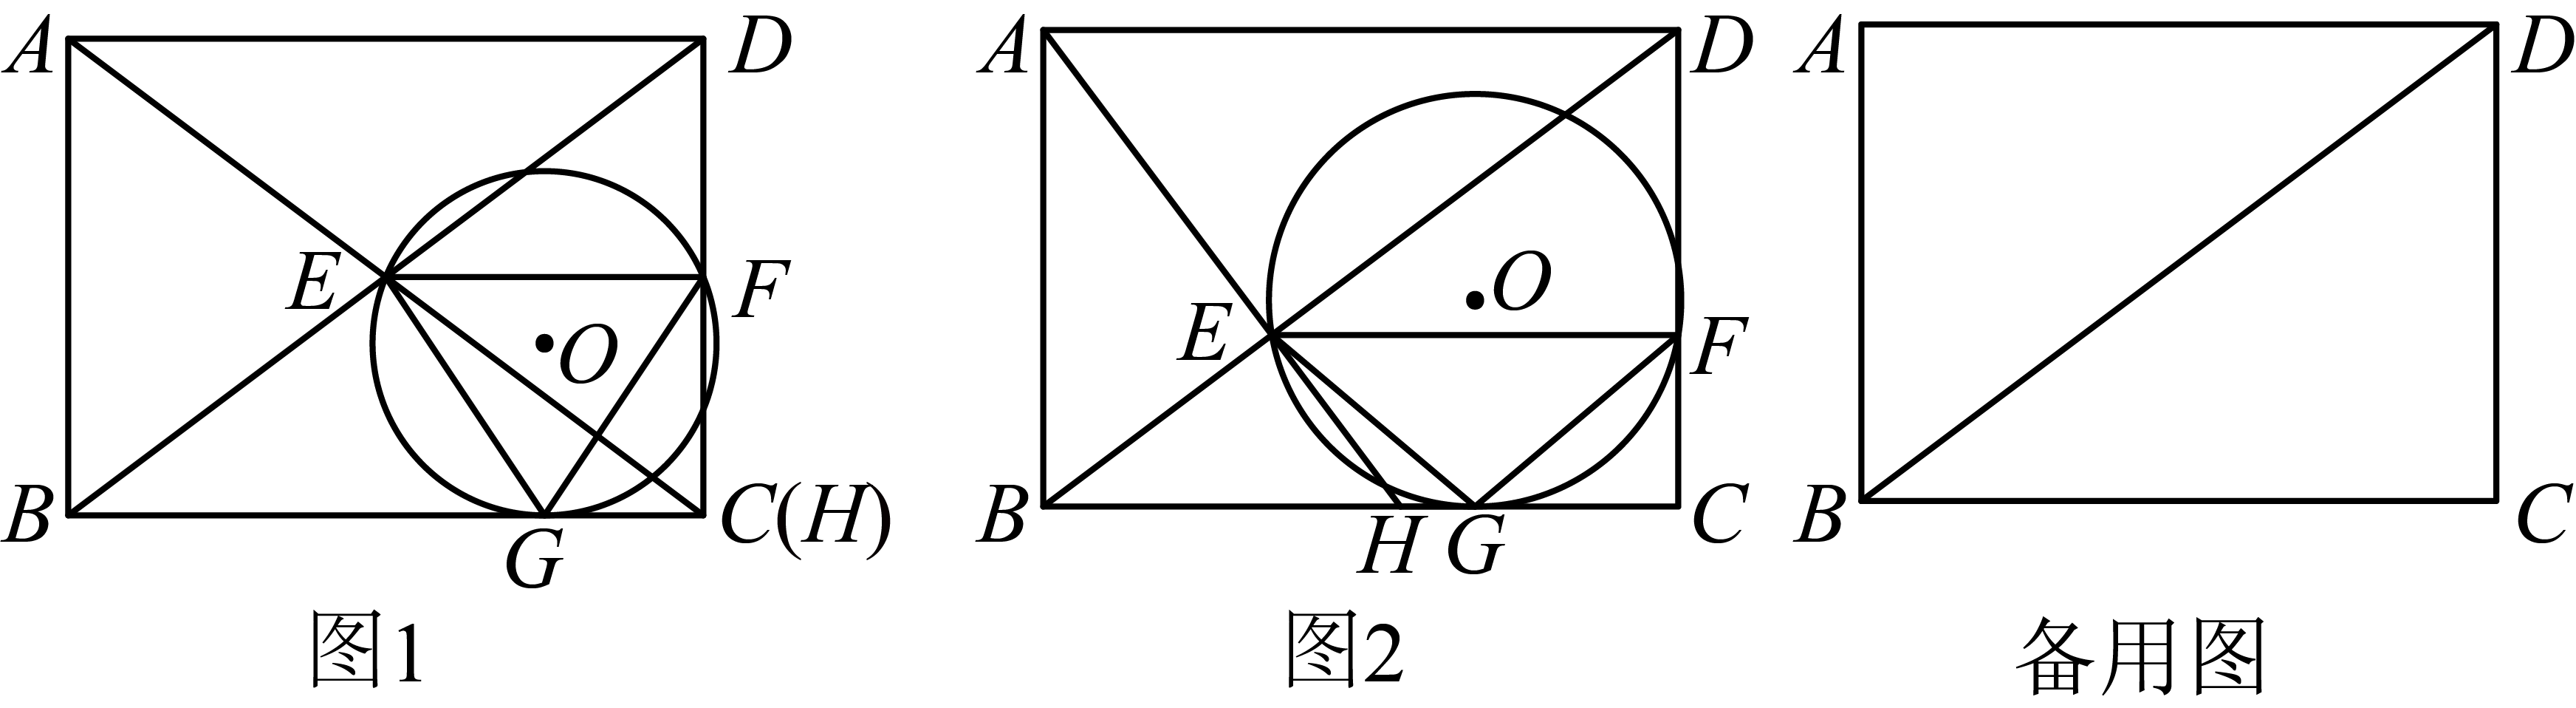 A D
E F
O
B G C(H)
图1
A D
O
E F
B H G C
图2
A D
B C
备用图